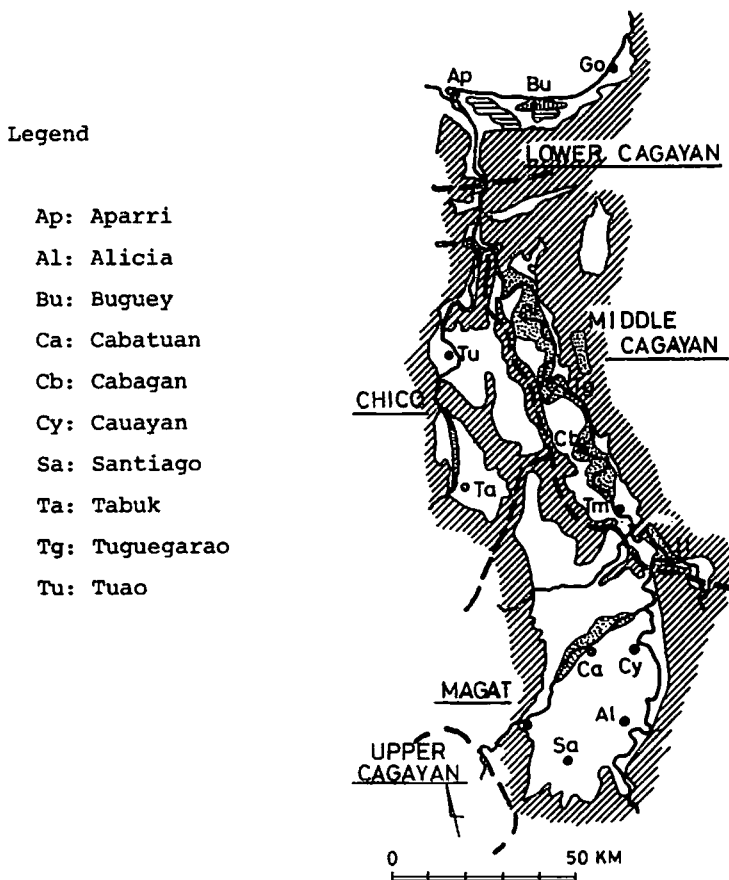 Legend
Ap: Aparri
Al: Alicia
Bu: Buguey
Ca: Cabatuan
Cb: Cabagan
Cy: Cauayan
Sa: Santiago
Ta: Tabuk
Tg: Tuguegarao
Tu: Tuao
Go
Ap
Bu
LOWER CAGAYAN
MIDDLE
CAGAYAN
Tu
CHICO
Cb
Ta
Tm
Ca
Cy
MAGAT
Al
Sa
UPPER
CAGAYAN
0 50 KM